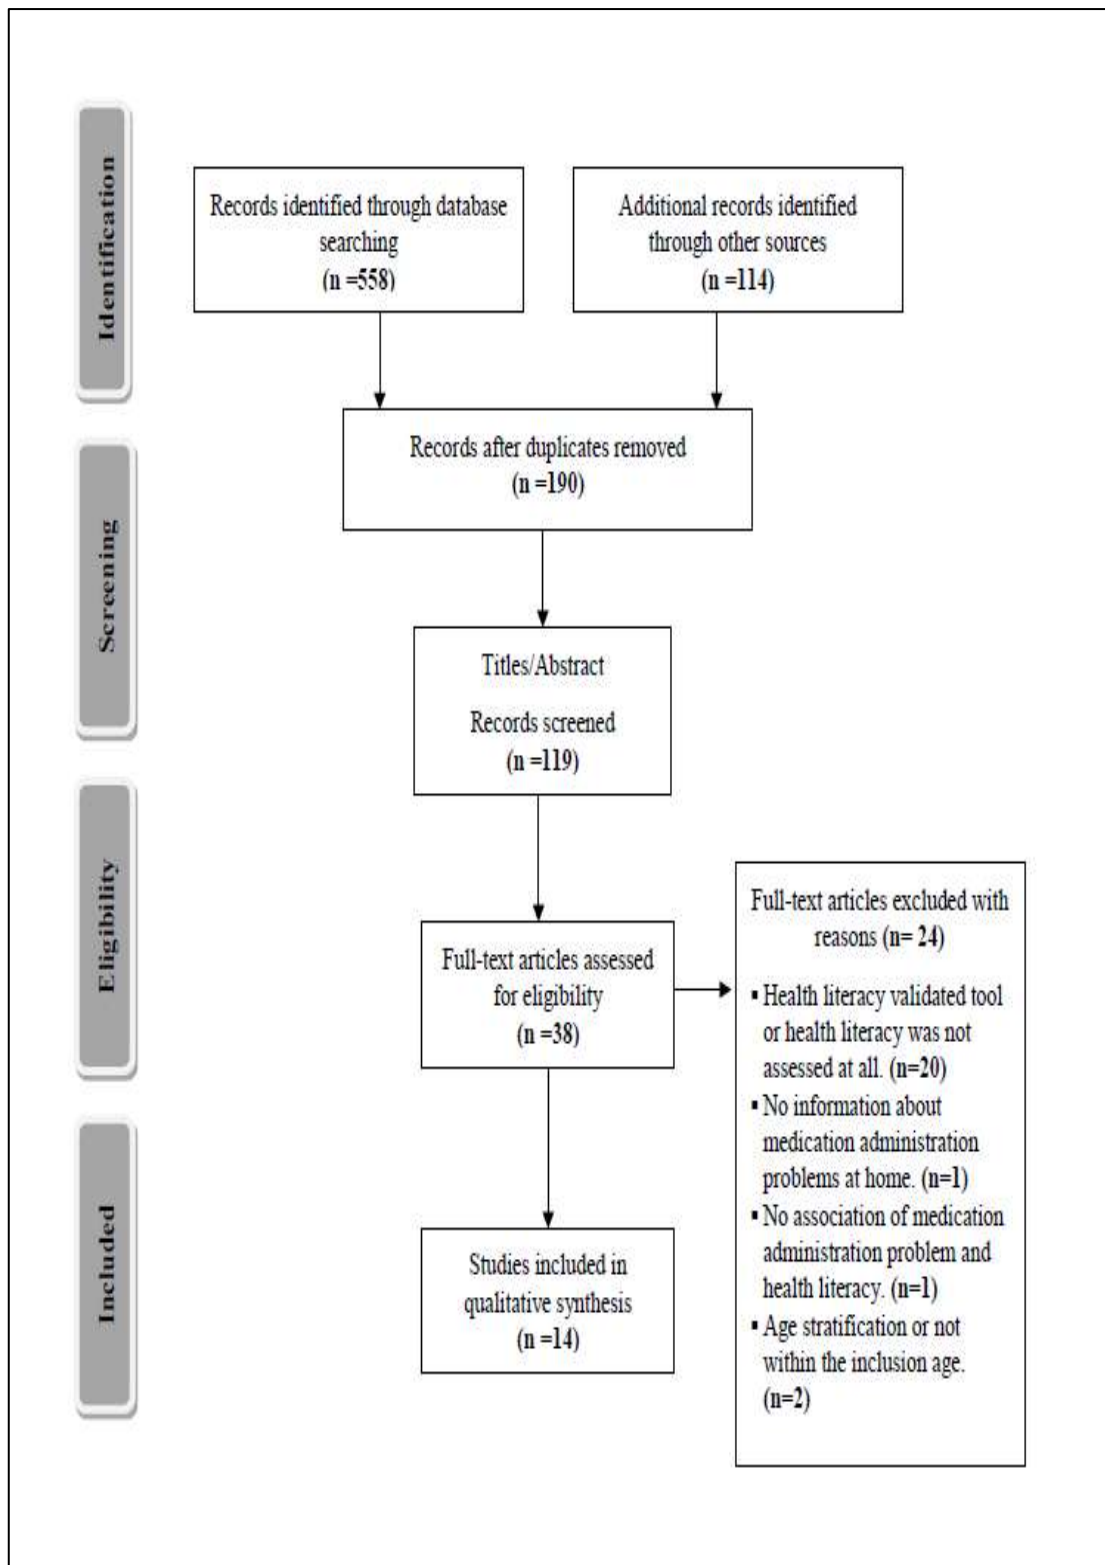 Identification
Records identified through database
searching
(n =558)
Additional records identified
through other sources
(n =114)
Records after duplicates removed
(n =190)
Screening
Titles/Abstract
Records screened
(n =119)
Eligibility
Full-text articles assessed
for eligibility
(n =38)
Full-text articles excluded with
reasons (n= 24)
▪ Health literacy validated tool
or health literacy was not
assessed at all. (n=20)
▪ No information about
medication administration
problems at home. (n=1)
▪ No association of medication
administration problem and
health literacy. (n=1)
▪ Age stratification or not
within the inclusion age.
(n=2)
Included
Studies included in
qualitative synthesis
(n =14)